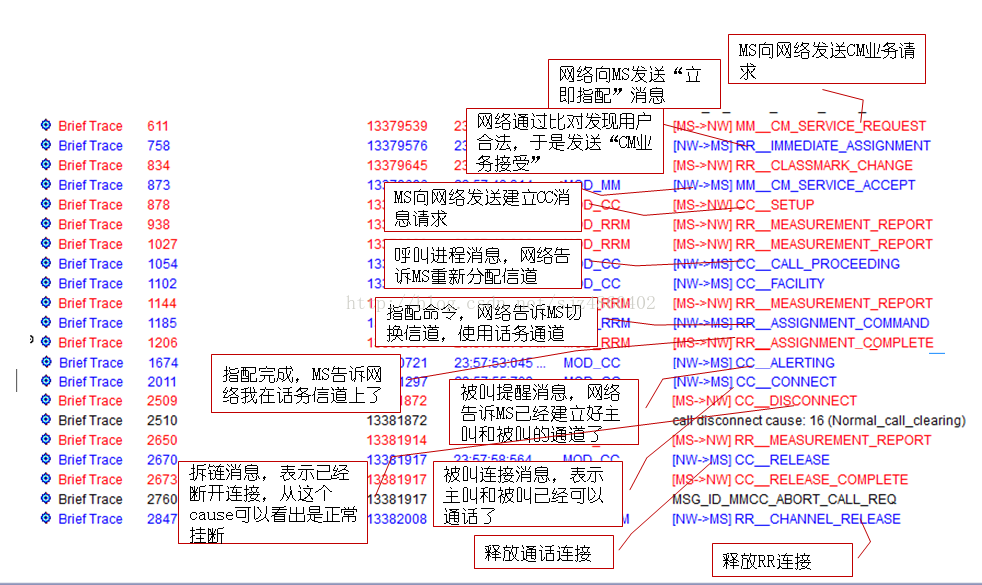 MS向网络发送CM业务请
求
网络向MS发送“立
即指配”消息
网络通过比对发现用户
合法，于是发送“CM业
务接受”
MS向网络发送建立CC消
息请求
呼叫进程消息，网络告
诉MS重新分配信道
指配命令，网络告诉MS切
换信道，使用话务通道
指配完成，MS告诉网
络我在话务信道上了
被叫提醒消息，网络
告诉MS已经建立好主
叫和被叫的通道了
拆链消息，表示已经
断开连接，从这个
cause可以看出是正常
挂断
被叫连接消息，表示
主叫和被叫已经可以
通话了
释放通话连接
释放RR连接
Brief Trace 611 13379539 23 [MS->NW] MM__CM_SERVICE_REQUEST
Brief Trace 758 13379576 23 [NW->MS] RR__IMMEDIATE_ASSIGNMENT
Brief Trace 834 13379645 23 [MS->NW] RR__CLASSMARK_CHANGE
Brief Trace 873 MOD_MM [NW->MS] MM__CM_SERVICE_ACCEPT
Brief Trace 878 133 MOD_CC [MS->NW] CC__SETUP
Brief Trace 938 133 RRM [MS->NW] RR__MEASUREMENT_REPORT
Brief Trace 1027 133 RRM [MS->NW] RR__MEASUREMENT_REPORT
Brief Trace 1054 133 CC [NW->MS] CC__CALL_PROCEEDING
Brief Trace 1102 133 CC [NW->MS] CC__FACILITY
Brief Trace 1144 133 RRM [MS->NW] RR__MEASUREMENT_REPORT
Brief Trace 1185 RRM [NW->MS] RR__ASSIGNMENT_COMMAND
Brief Trace 1206 RRM [MS->NW] RR__ASSIGNMENT_COMPLETE
Brief Trace 1674 0721 23:57:53:045 ... MOD_CC [NW->MS] CC__ALERTING
Brief Trace 2011 1297 MOD_CC [NW->MS] CC__CONNECT
Brief Trace 2509 1872 [MS->NW] CC__DISCONNECT
Brief Trace 2510 13381872 call disconnect cause: 16 (Normal_call_clearing)
Brief Trace 2650 13381914 [MS->NW] RR__MEASUREMENT_REPORT
Brief Trace 2670 13381917 23:57:58:564 MOD_CC [NW->MS] CC__RELEASE
Brief Trace 2673 13381917 [MS->NW] CC__RELEASE_COMPLETE
Brief Trace 2760 13381917 MSG_ID_MMCC_ABORT_CALL_REQ
Brief Trace 2847 13382008 [NW->MS] RR__CHANNEL_RELEASE